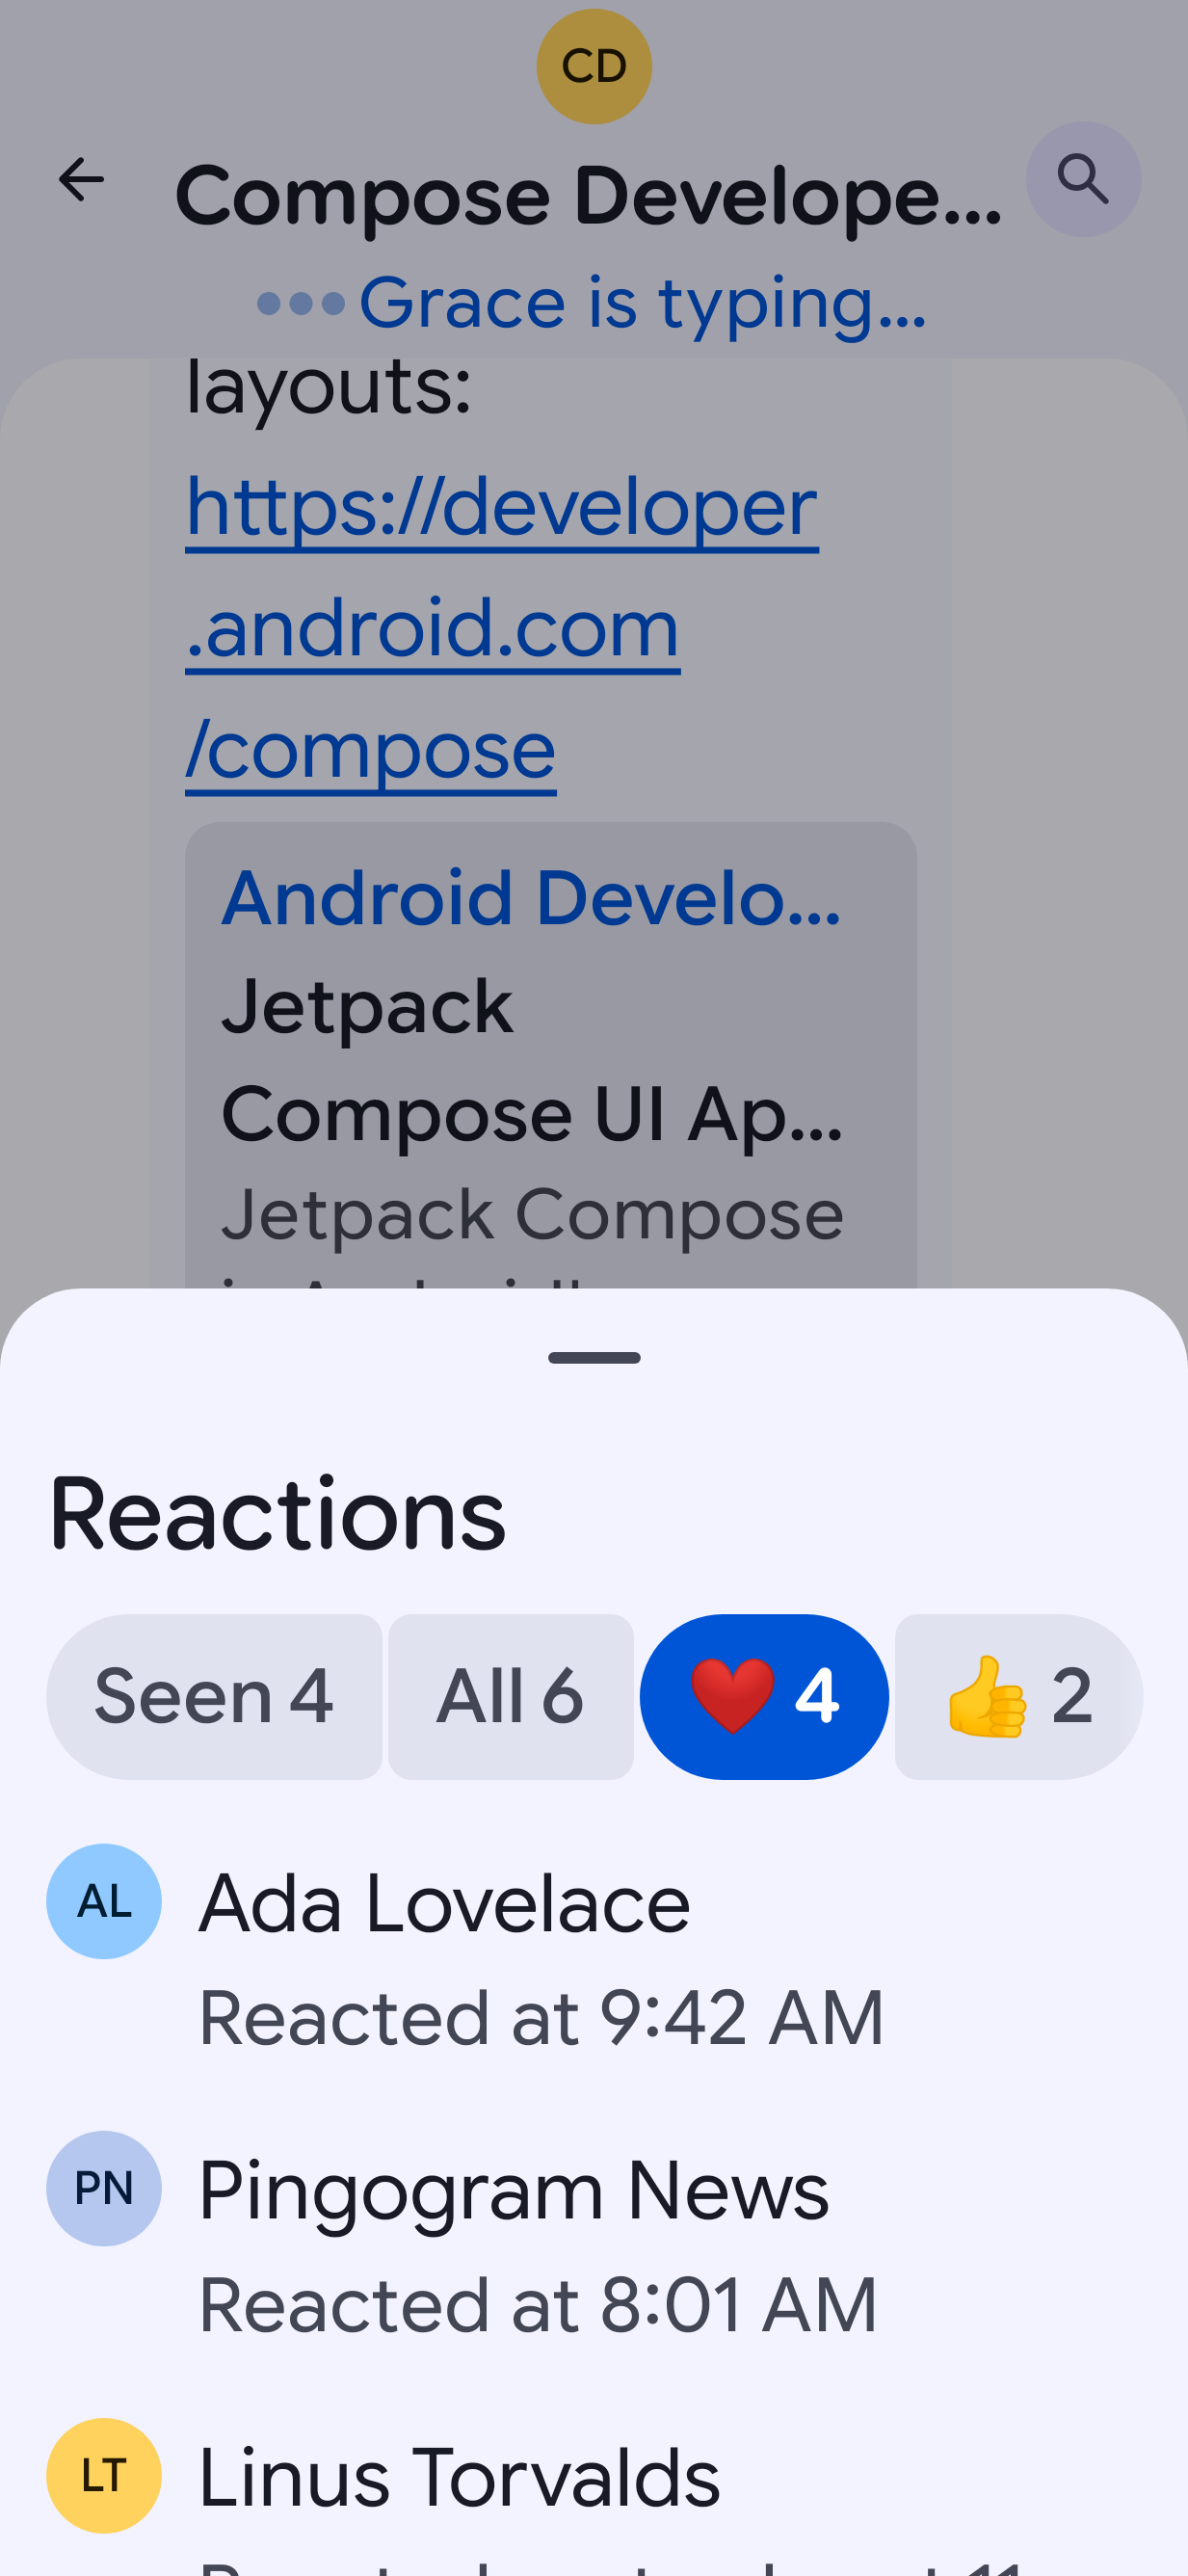 CD
Compose Develope...
Grace is typing...
layouts:
https://developer
.android.com
/compose
Android Develo...
Jetpack
Compose UI Ap...
Jetpack Compose
Reactions
Seen 4
All 6
❤️ 4
👍 2
AL
Ada Lovelace
Reacted at 9:42 AM
PN
Pingogram News
Reacted at 8:01 AM
LT
Linus Torvalds